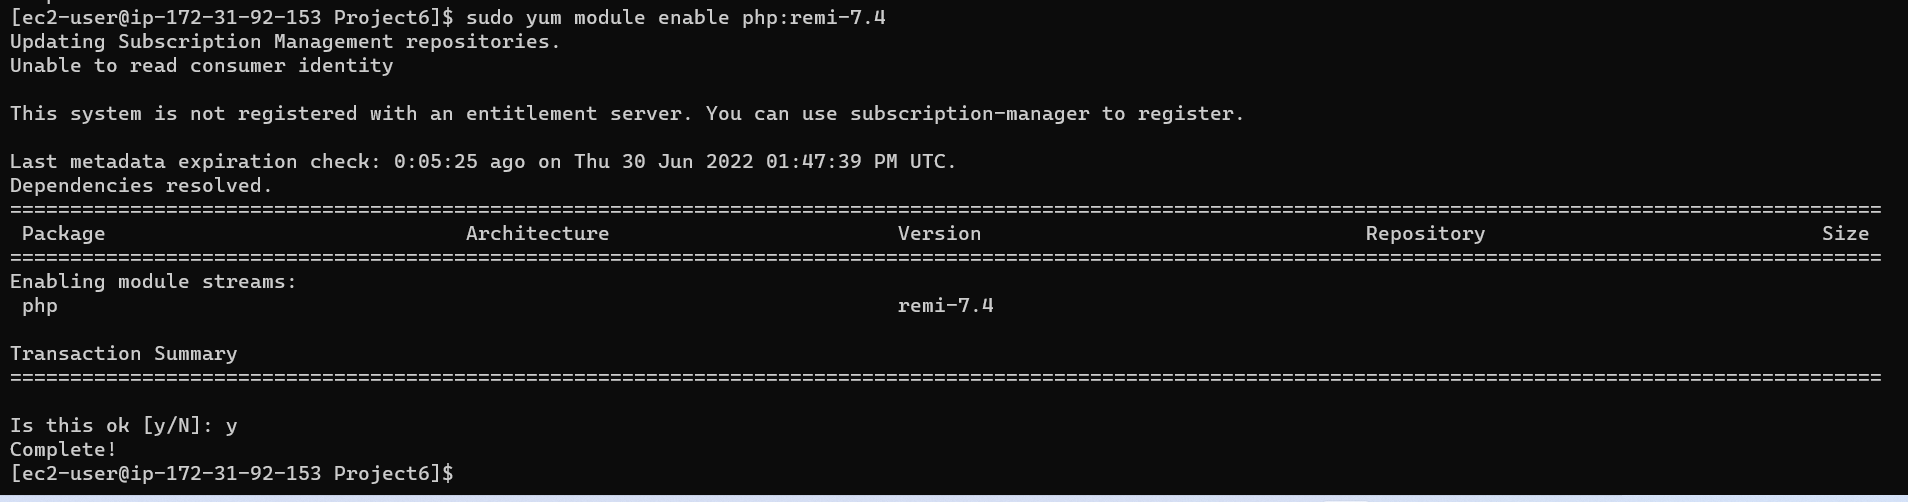 [ec2-user@ip-172-31-92-153 Project6]$ sudo yum module enable php:remi-7.4
Updating Subscription Management repositories.
Unable to read consumer identity
This system is not registered with an entitlement server. You can use subscription-manager to register.
Last metadata expiration check: 0:05:25 ago on Thu 30 Jun 2022 01:47:39 PM UTC.
Dependencies resolved.
================================================================================================================================================================
Package Architecture Version Repository Size
================================================================================================================================================================
Enabling module streams:
php remi-7.4
Transaction Summary
================================================================================================================================================================
Is this ok [y/N]: y
Complete!
[ec2-user@ip-172-31-92-153 Project6]$